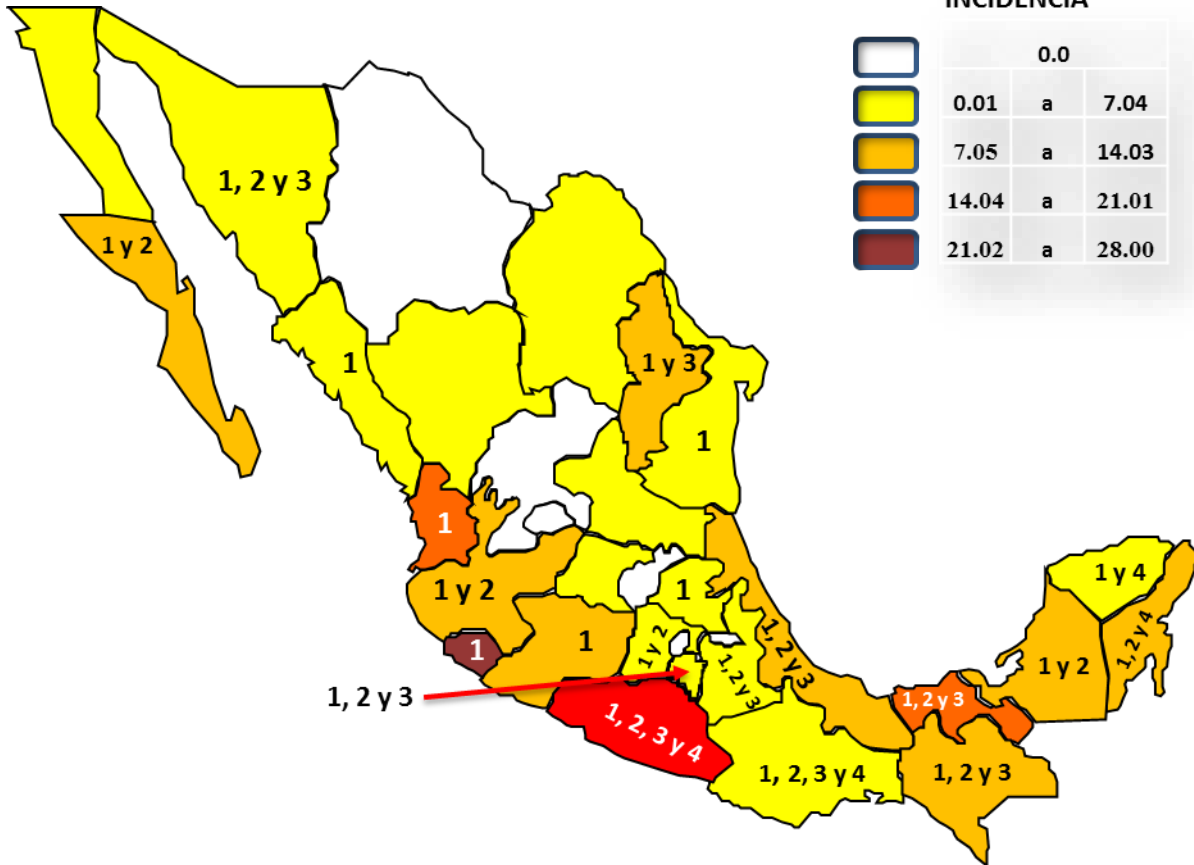 INCIDENCIA
0.0
0.01 a 7.04
7.05 a 14.03
14.04 a 21.01
21.02 a 28.00
1, 2 y 3
1 y 2
1
1 y 3
1
1
1 y 2
1
1
1
1 y 2
1, 2 y 3
1, 2 y 3
1, 2 y 3
1, 2, 3 y 4
1, 2, 3 y 4
1, 2 y 3
1, 2 y 3
1 y 2
1 y 4
1, 2 y 4